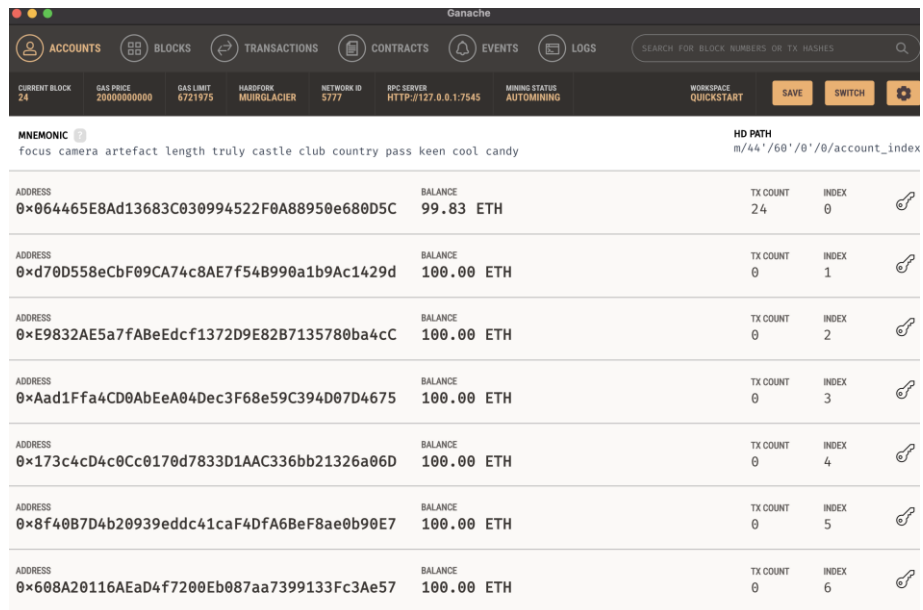 Ganache
ACCOUNTS BLOCKS TRANSACTIONS CONTRACTS EVENTS LOGS SEARCH FOR BLOCK NUMBERS OR TX HASHES
CURRENT BLOCK GAS PRICE GAS LIMIT HARDFORK NETWORK ID RPC SERVER MINING STATUS WORKSPACE
24 20000000000 6721975 MUIRGLACIER 5777 HTTP://127.0.0.1:7545 AUTOMINING QUICKSTART SAVE SWITCH
MNEMONIC ? HD PATH
focus camera artefact length truly castle club country pass keen cool candy m/44'/60'/0'/0/account_index
ADDRESS BALANCE TX COUNT INDEX
0×064465E8Ad13683C030994522F0A88950e680D5C 99.83 ETH 24 0
ADDRESS BALANCE TX COUNT INDEX
0×d70D558eCbF09CA74c8AE7f54B990a1b9Ac1429d 100.00 ETH 0 1
ADDRESS BALANCE TX COUNT INDEX
0×E9832AE5a7fABeEdcf1372D9E82B7135780ba4cC 100.00 ETH 0 2
ADDRESS BALANCE TX COUNT INDEX
0×Aad1Ffa4CD0AbEeA04Dec3F68e59C394D07D4675 100.00 ETH 0 3
ADDRESS BALANCE TX COUNT INDEX
0×173c4cD4c0Cc0170d7833D1AAC336bb21326a06D 100.00 ETH 0 4
ADDRESS BALANCE TX COUNT INDEX
0×8f40B7D4b20939eddc41caF4DfA6BeF8ae0b90E7 100.00 ETH 0 5
ADDRESS BALANCE TX COUNT INDEX
0×608A20116AEaD4f7200Eb087aa7399133Fc3Ae57 100.00 ETH 0 6